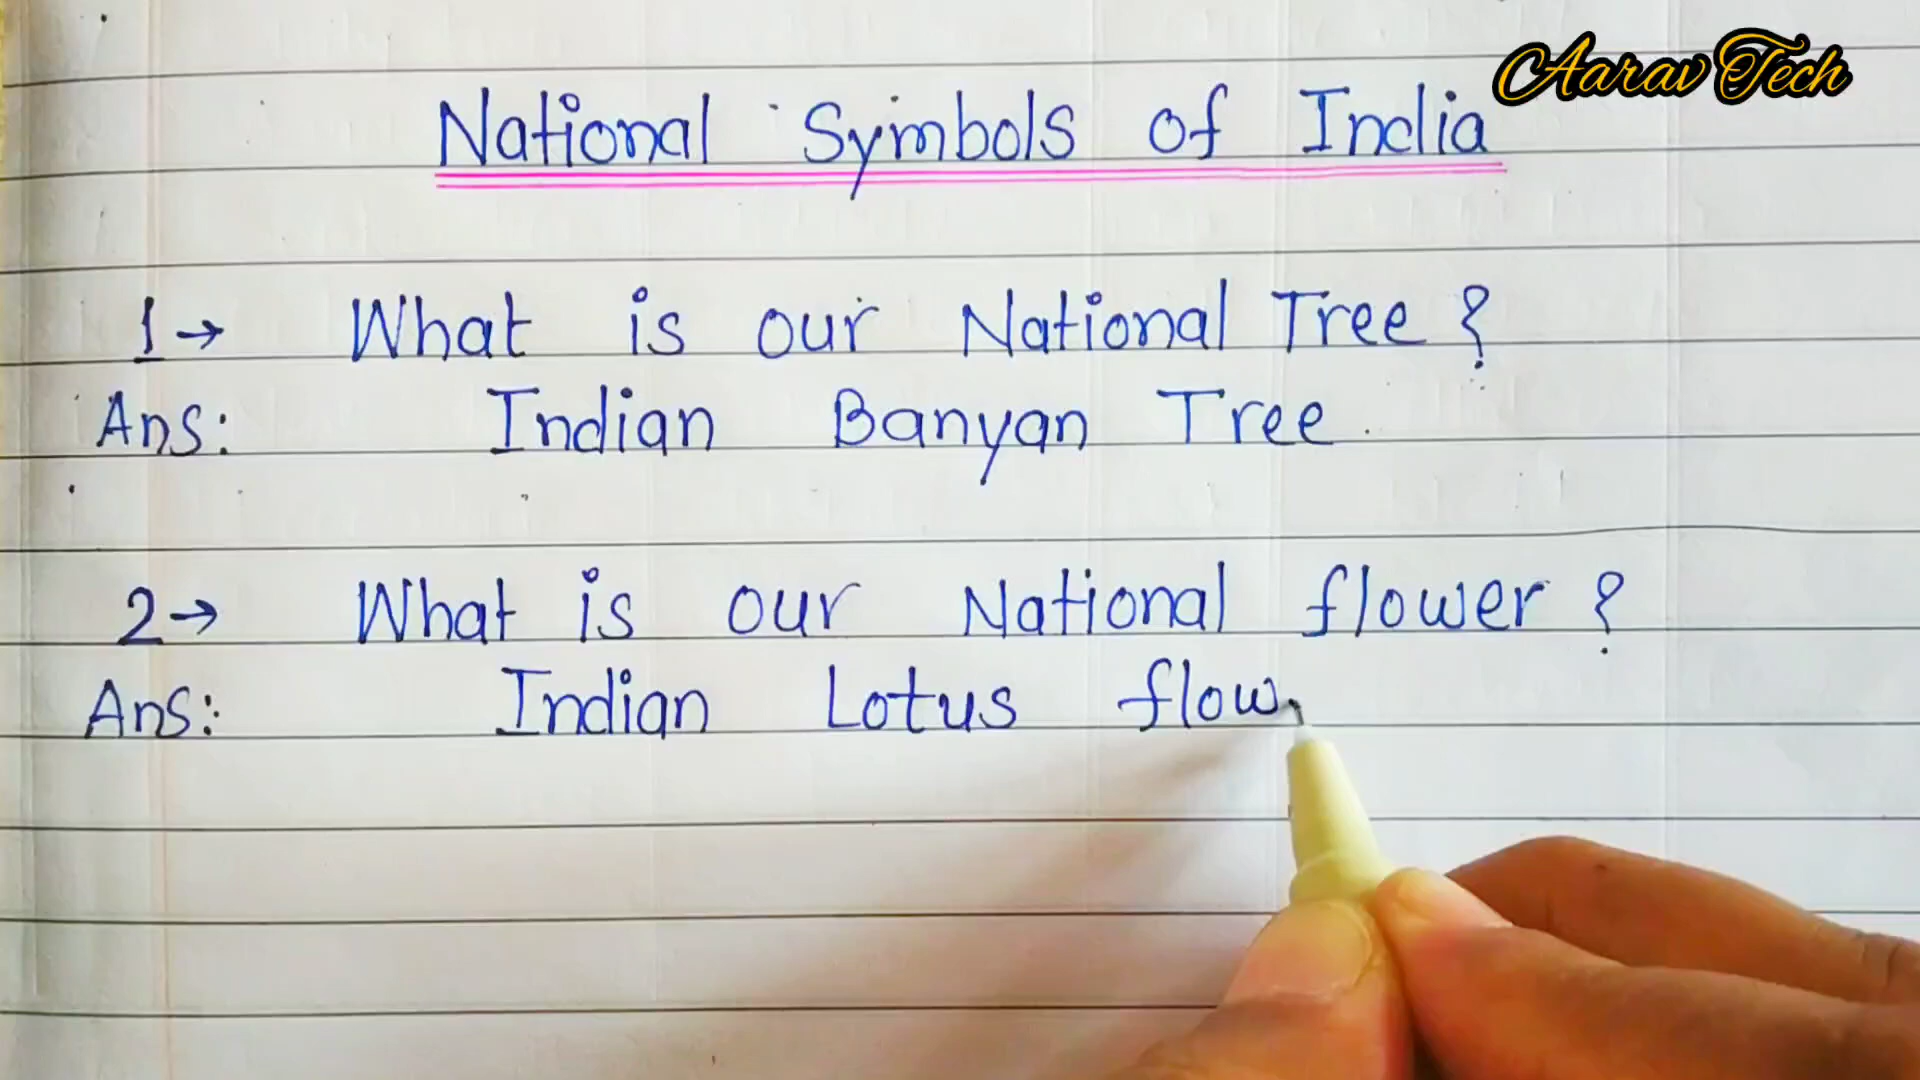 Aarav Tech
National Symbols of India
1→ What is our National Tree?
Ans: Indian Banyan Tree.
2→ What is our National flower?
Ans: Indian Lotus flow